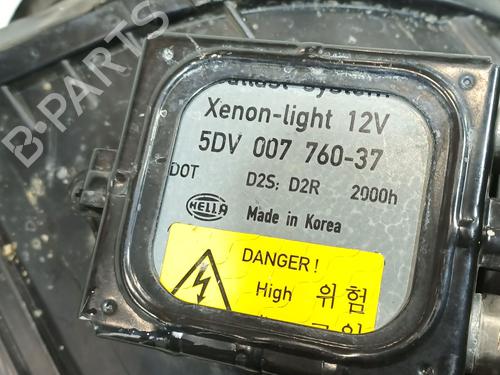 Xenon-light 12V
5DV 007 760-37
DOT D2S; D2R 2000h
HELLA Made in Korea
DANGER!
High 위험
B-PARTS